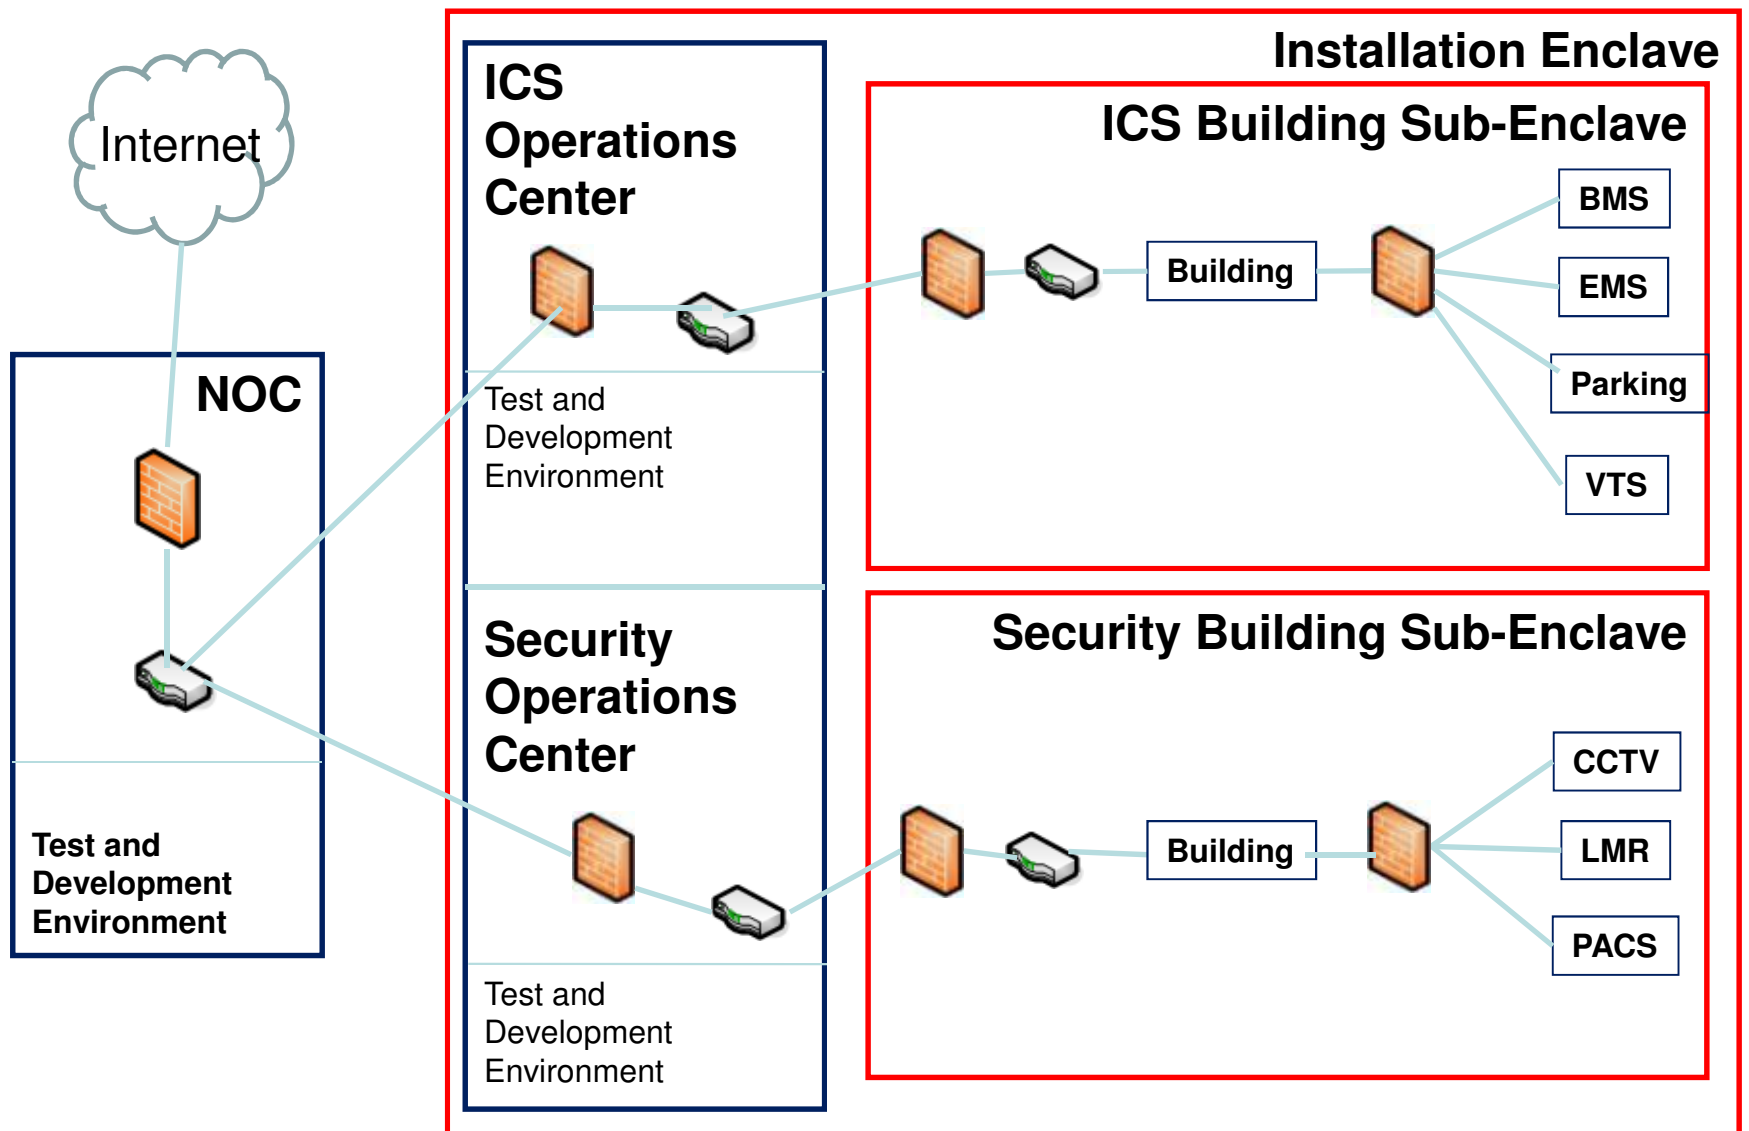 Internet
NOC
Test and
Development
Environment
Installation Enclave
ICS
Operations
Center
Test and
Development
Environment
Security
Operations
Center
Test and
Development
Environment
ICS Building Sub-Enclave
Building
BMS
EMS
Parking
VTS
Security Building Sub-Enclave
Building
CCTV
LMR
PACS